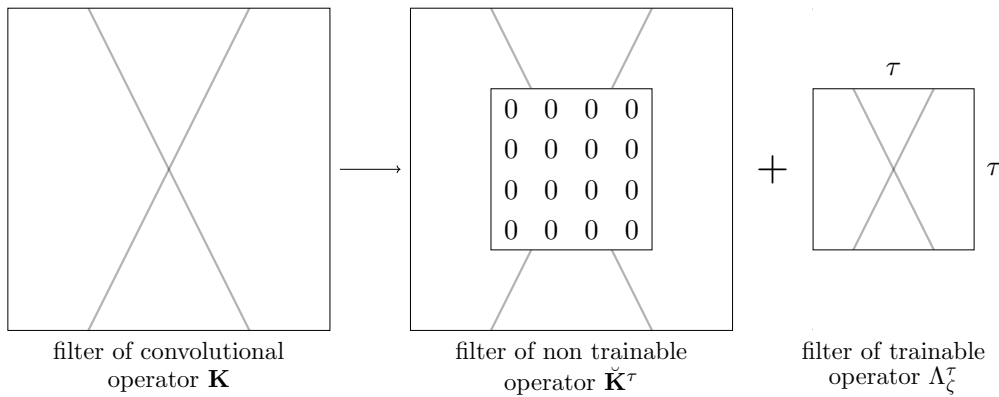 τ
0 0 0 0
0 0 0 0
+
τ
0 0 0 0
0 0 0 0
filter of convolutional
operator K
filter of non trainable
operator K̆^τ
filter of trainable
operator Λ_ζ^τ